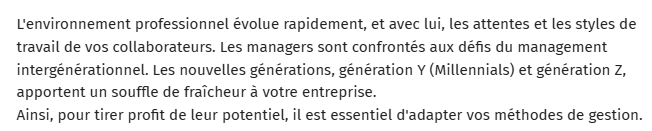 L'environnement professionnel évolue rapidement, et avec lui, les attentes et les styles de
travail de vos collaborateurs. Les managers sont confrontés aux défis du management
intergénérationnel. Les nouvelles générations, génération Y (Millennials) et génération Z,
apportent un souffle de fraîcheur à votre entreprise.
Ainsi, pour tirer profit de leur potentiel, il est essentiel d'adapter vos méthodes de gestion.